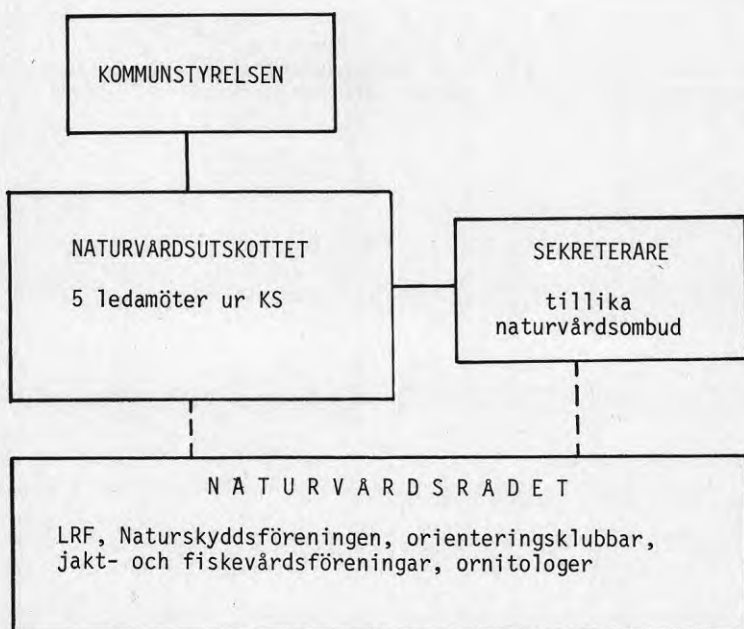 KOMMUNSTYRELSEN
NATURVÅRDSUTSKOTTET
5 ledamöter ur KS
SEKRETERARE
tillika
naturvårdsombud
N A T U R V Å R D S R Å D E T
LRF, Naturskyddsföreningen, orienteringsklubbar,
jakt- och fiskevårdsföreningar, ornitologer